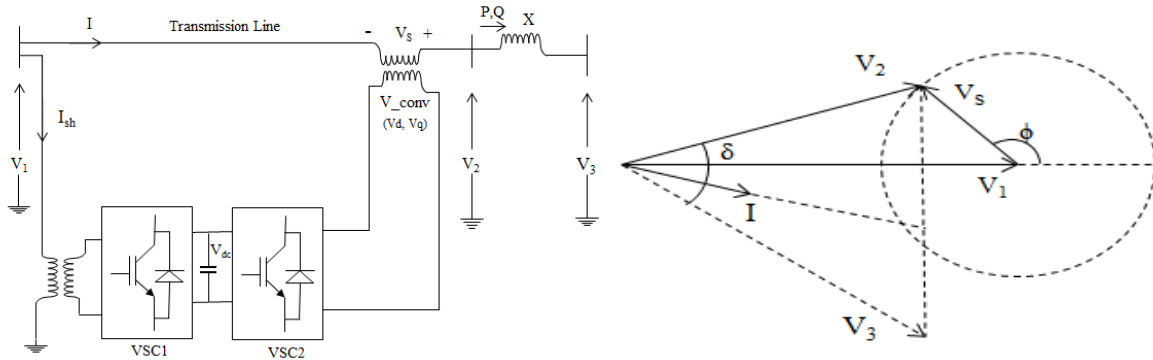 I
Transmission Line
- V_S +
P,Q
X
I_sh
V_conv
(Vd, Vq)
V_1
V_2
V_3
V_dc
VSC1
VSC2
V_2
V_S
ϕ
δ
V_1
I
V_3